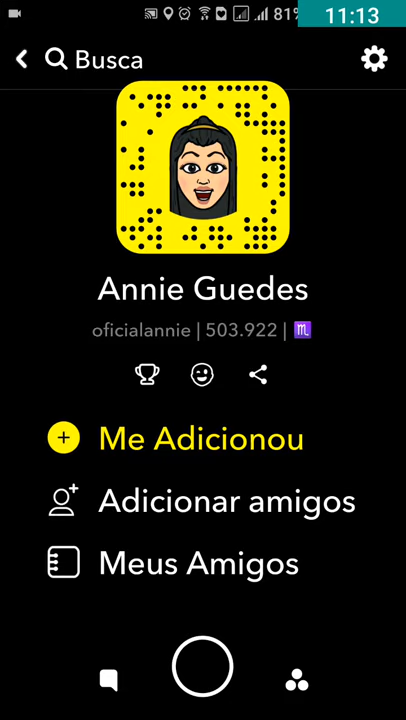 81% 11:13
Busca
Annie Guedes
oficialannie | 503.922 | ♏
Me Adicionou
Adicionar amigos
Meus Amigos